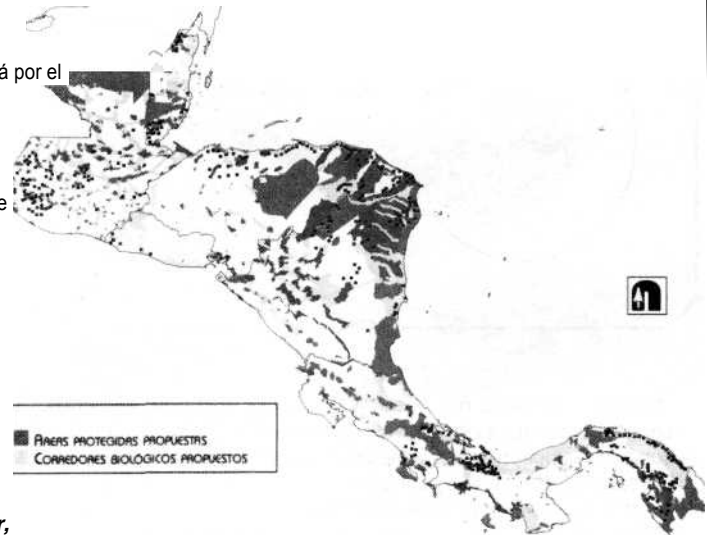 á por el
e
AREAS PROTEGIDAS PROPUESTAS
CORREDORES BIOLÓGICOS PROPUESTOS
r,